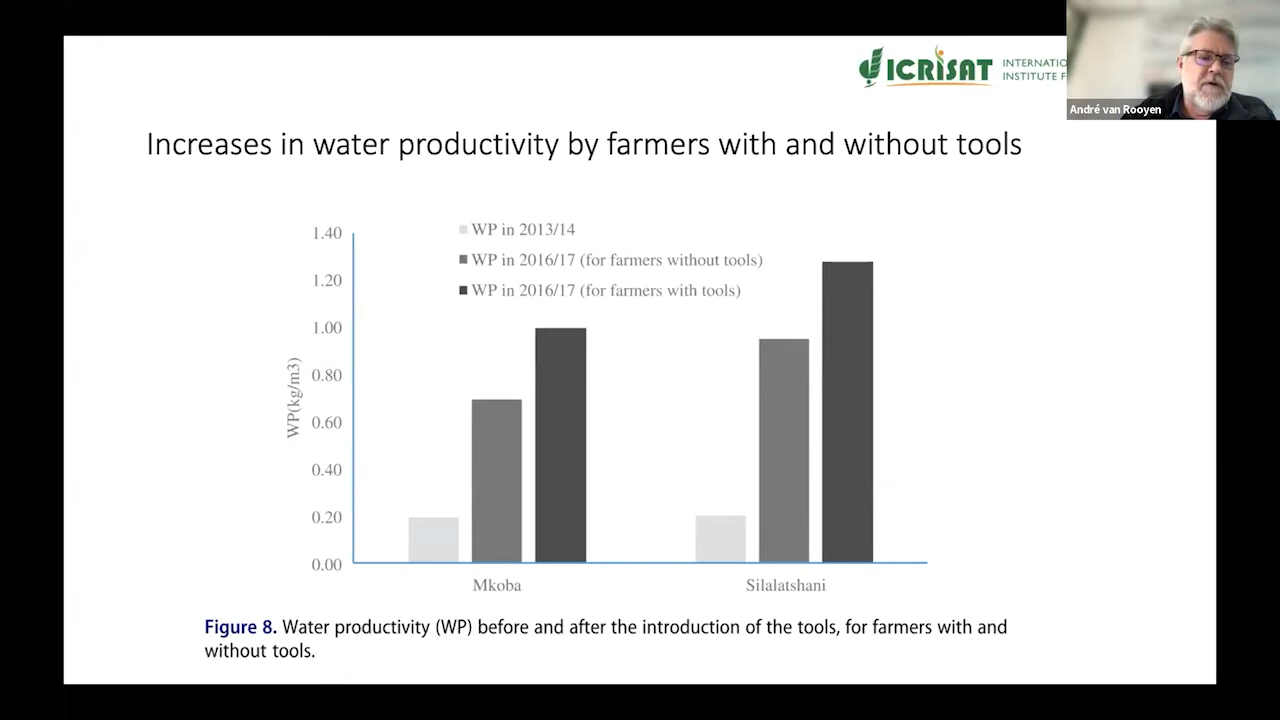 ICRISAT
INTERNATIO
INSTITUTE F
André van Rooyen
Increases in water productivity by farmers with and without tools
WP in 2013/14
WP in 2016/17 (for farmers without tools)
WP in 2016/17 (for farmers with tools)
WP(kg/m3)
1.40
1.20
1.00
0.80
0.60
0.40
0.20
0.00
Mkoba
Silalatshani
Figure 8. Water productivity (WP) before and after the introduction of the tools, for farmers with and
without tools.